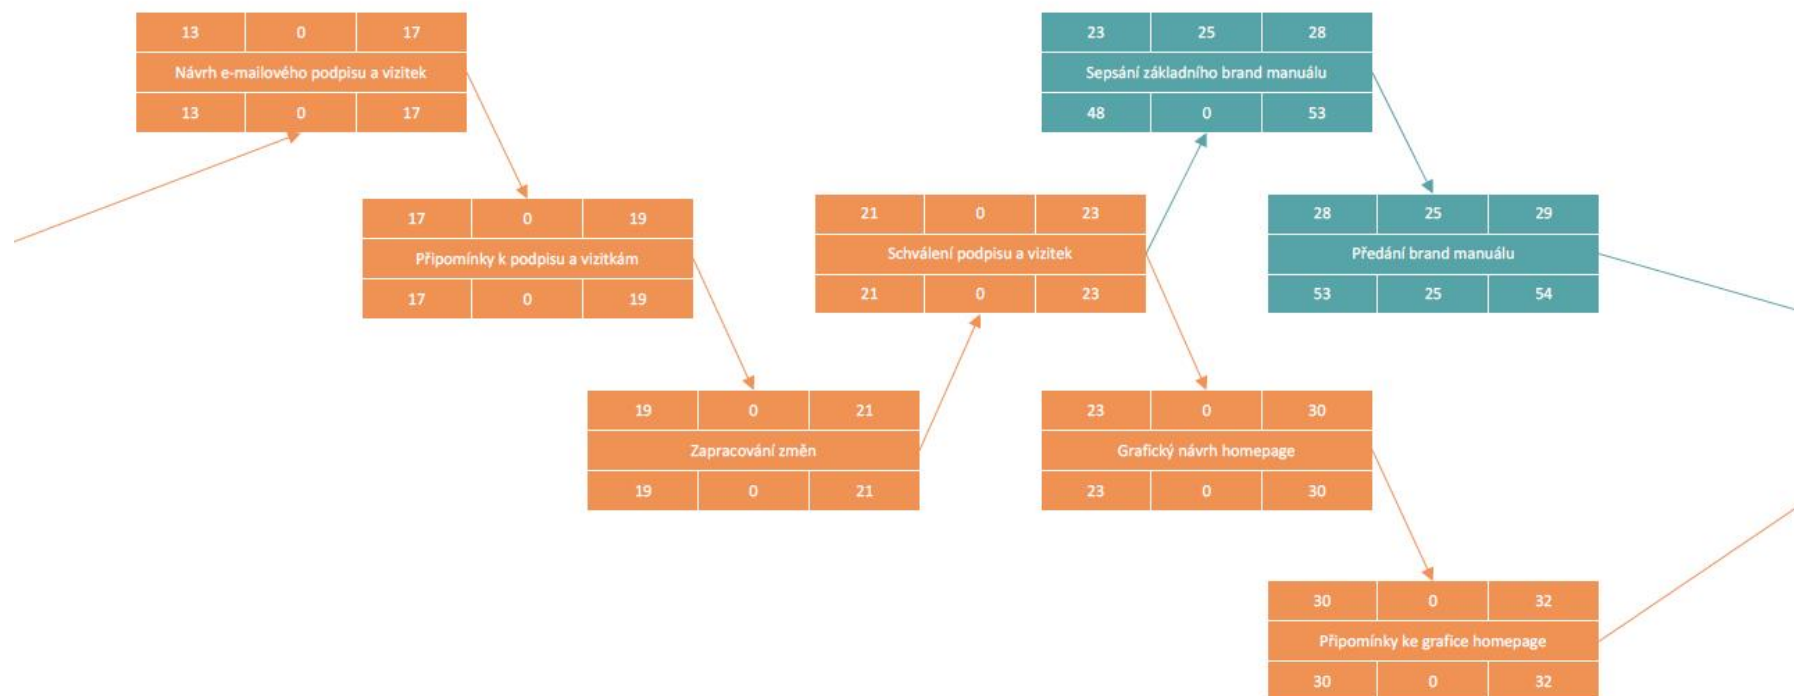 13 0 17
Návrh e-mailového podpisu a vizitek
13 0 17
17 0 19
Připomínky k podpisu a vizitkám
17 0 19
19 0 21
Zapracování změn
19 0 21
21 0 23
Schválení podpisu a vizitek
21 0 23
23 25 28
Sepsání základního brand manuálu
48 0 53
28 25 29
Předání brand manuálu
53 25 54
23 0 30
Grafický návrh homepage
23 0 30
30 0 32
Připomínky ke grafice homepage
30 0 32